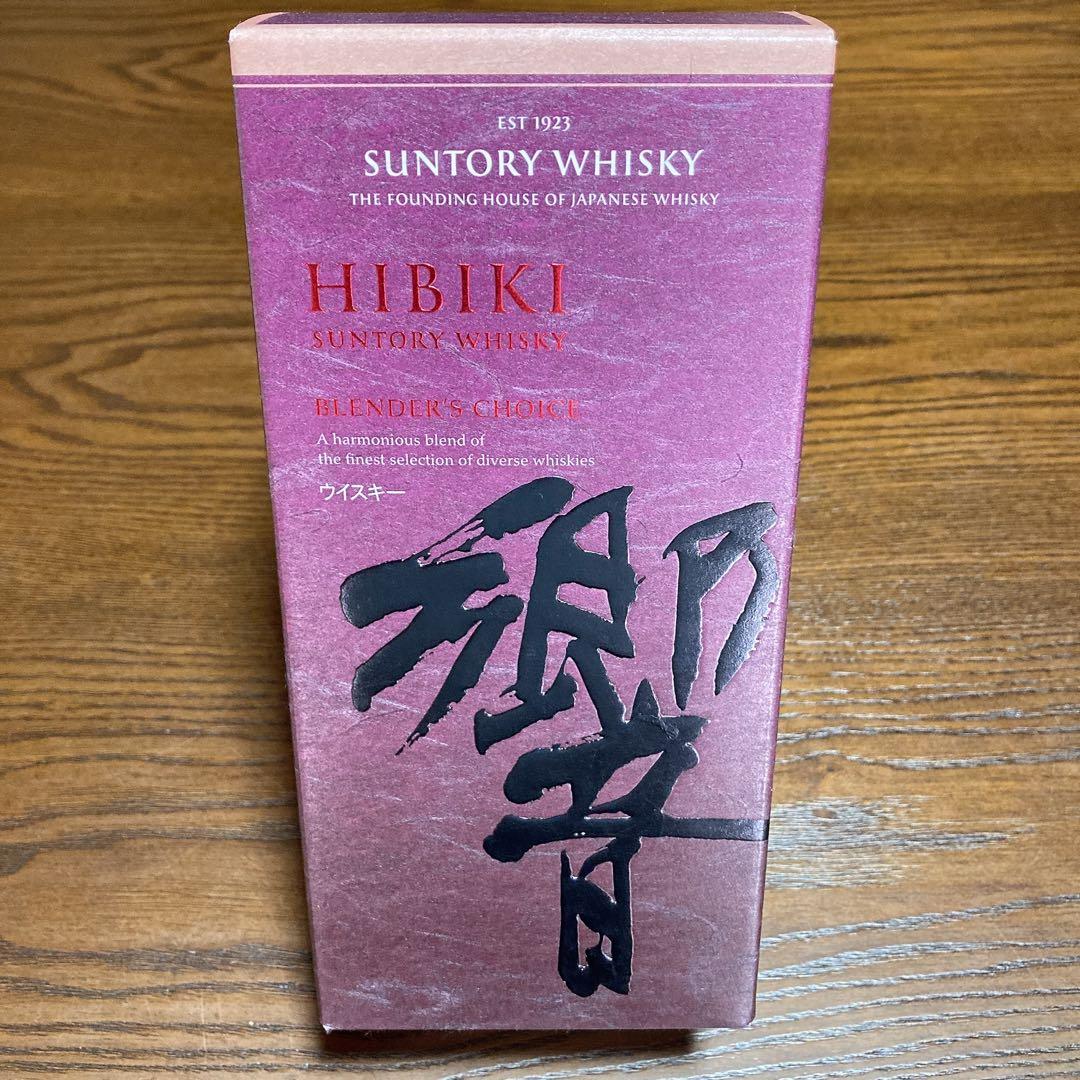 EST 1923
SUNTORY WHISKY
THE FOUNDING HOUSE OF JAPANESE WHISKY
HIBIKI
SUNTORY WHISKY
BLENDER'S CHOICE
A harmonious blend of
the finest selection of diverse whiskies
ウイスキー
響